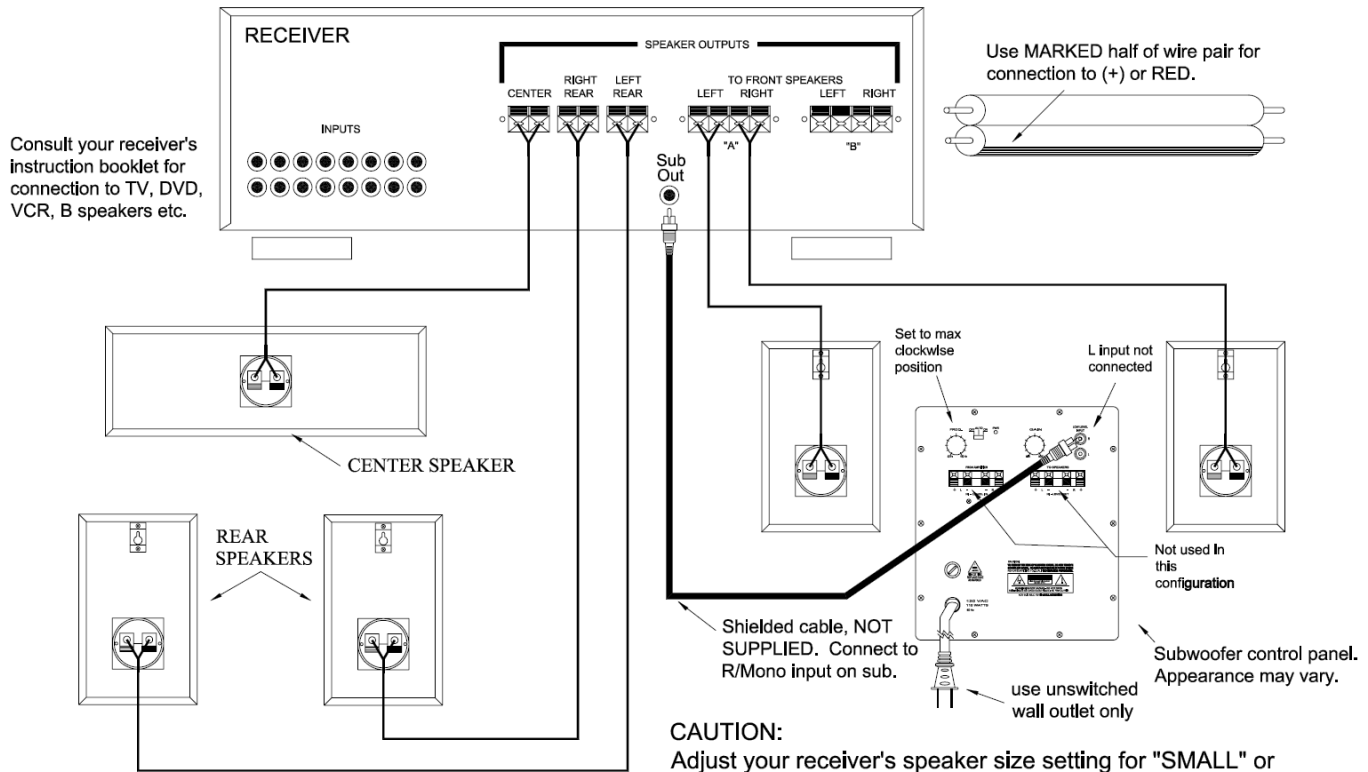 RECEIVER
SPEAKER OUTPUTS
RIGHT
REAR
LEFT
REAR
TO FRONT SPEAKERS
CENTER
LEFT
RIGHT
LEFT
RIGHT
"A"
"B"
INPUTS
Sub
Out
Use MARKED half of wire pair for
connection to (+) or RED.
Consult your receiver's
instruction booklet for
connection to TV, DVD,
VCR, B speakers etc.
CENTER SPEAKER
REAR
SPEAKERS
Set to max
clockwise
position
L input not
connected
Not used in
this
configuration
Shielded cable, NOT
SUPPLIED. Connect to
R/Mono input on sub.
use unswitched
wall outlet only
Subwoofer control panel.
Appearance may vary.
CAUTION:
Adjust your receiver's speaker size setting for "SMALL" or